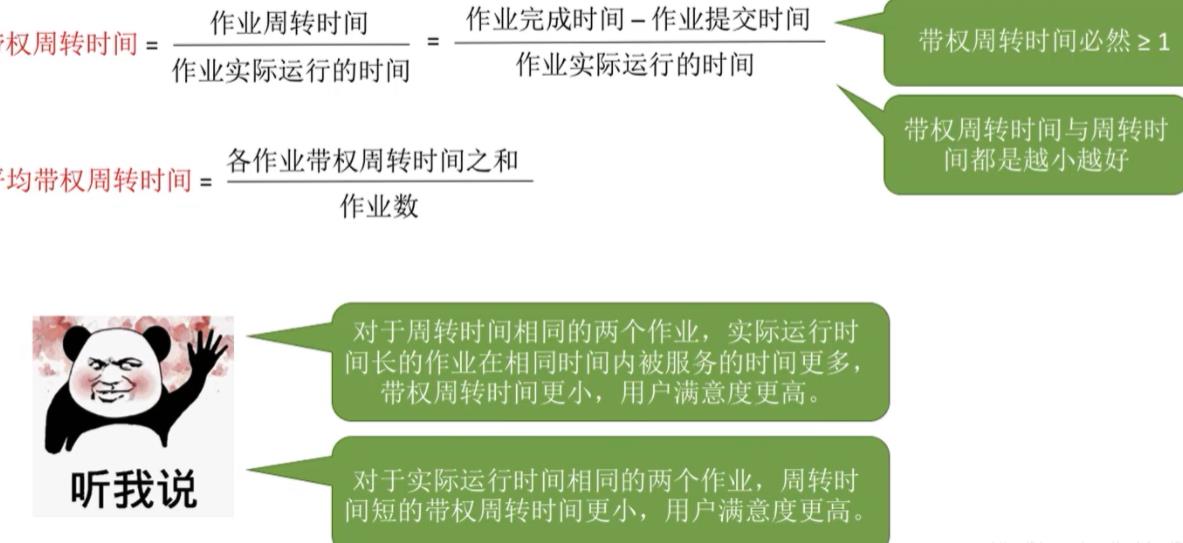 权周转时间 = 作业周转时间 / 作业实际运行的时间 = 作业完成时间 – 作业提交时间 / 作业实际运行的时间
带权周转时间必然 ≥ 1
带权周转时间与周转时
间都是越小越好
均带权周转时间 = 各作业带权周转时间之和 / 作业数
对于周转时间相同的两个作业，实际运行时
间长的作业在相同时间内被服务的时间更多，
带权周转时间更小，用户满意度更高。
听我说
对于实际运行时间相同的两个作业，周转时
间短的带权周转时间更小，用户满意度更高。